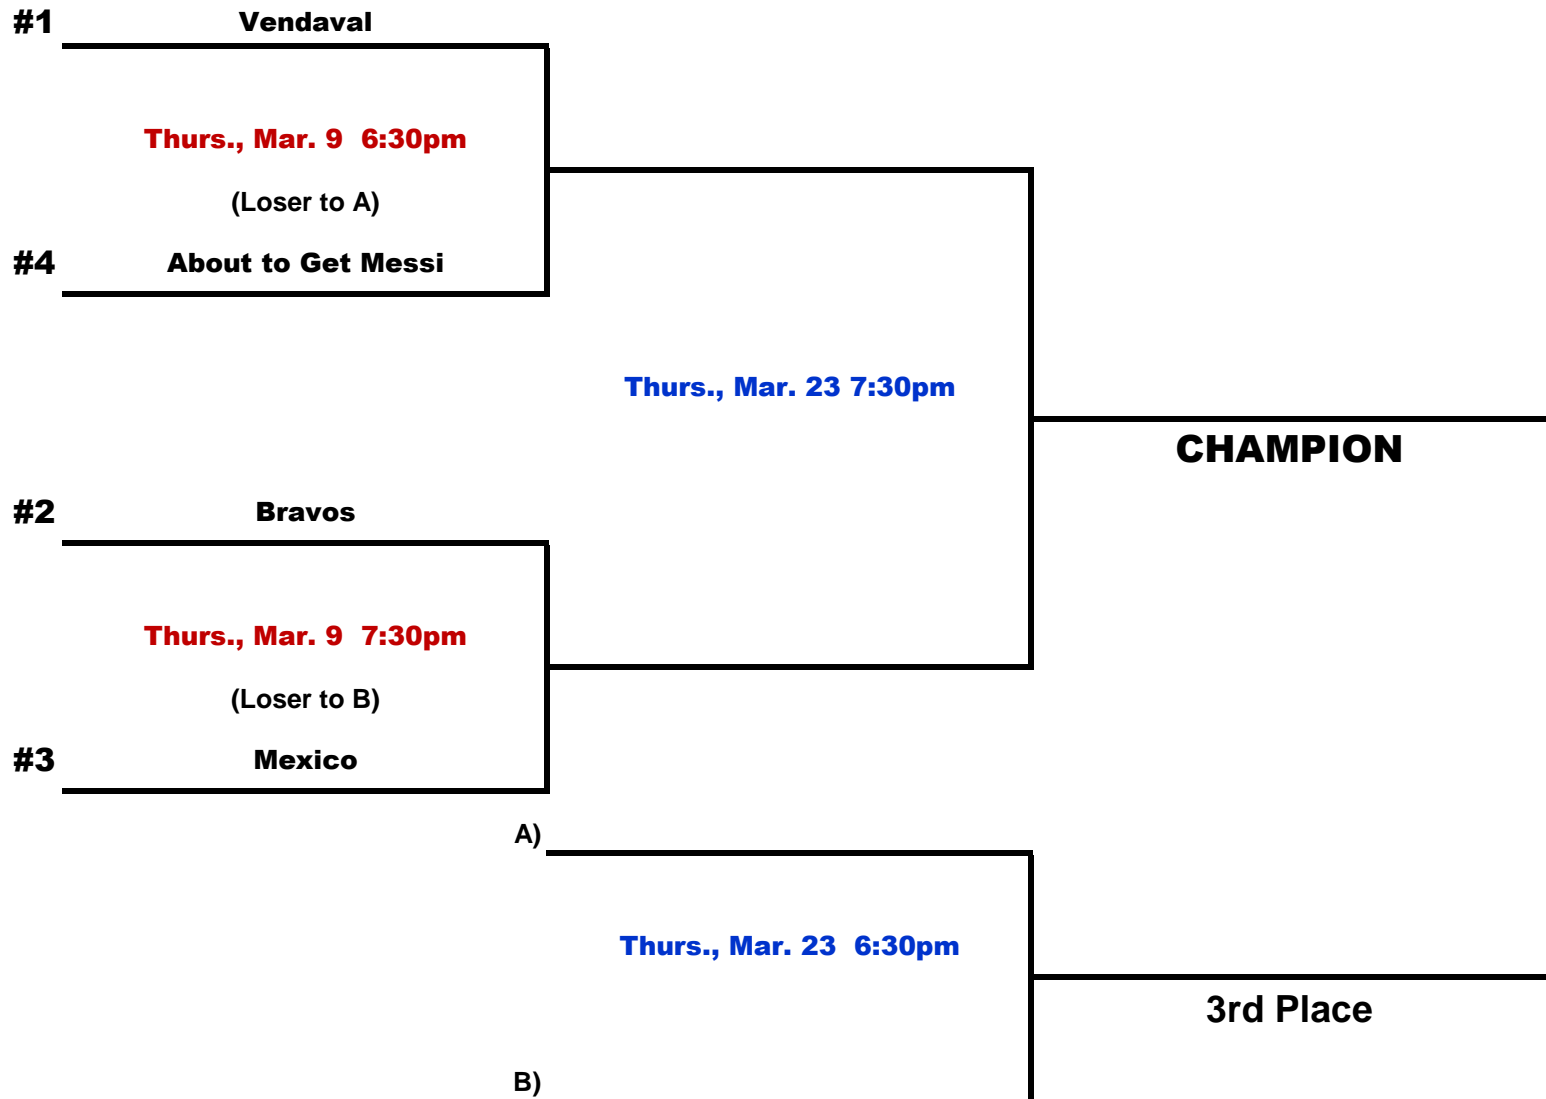 #1 Vendaval
Thurs., Mar. 9 6:30pm
(Loser to A)
#4 About to Get Messi
Thurs., Mar. 23 7:30pm
CHAMPION
#2 Bravos
Thurs., Mar. 9 7:30pm
(Loser to B)
#3 Mexico
A)
Thurs., Mar. 23 6:30pm
3rd Place
B)